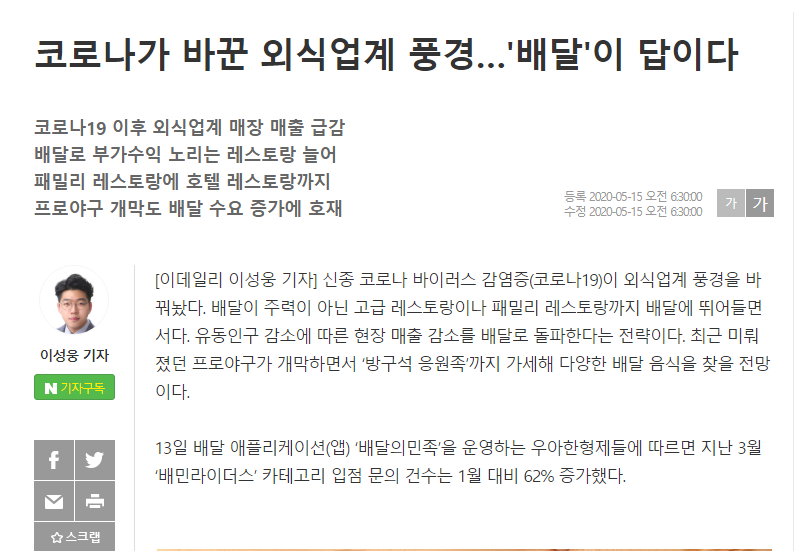 코로나가 바꾼 외식업계 풍경...'배달'이 답이다
코로나19 이후 외식업계 매장 매출 급감
배달로 부가수익 노리는 레스토랑 늘어
패밀리 레스토랑에 호텔 레스토랑까지
프로야구 개막도 배달 수요 증가에 호재
등록 2020-05-15 오전 6:30:00
수정 2020-05-15 오전 6:30:00
가 가
이성웅 기자
N 기자구독
스크랩
[이데일리 이성웅 기자] 신종 코로나 바이러스 감염증(코로나19)이 외식업계 풍경을 바
꿔놨다. 배달이 주력이 아닌 고급 레스토랑이나 패밀리 레스토랑까지 배달에 뛰어들면
서다. 유동인구 감소에 따른 현장 매출 감소를 배달로 돌파한다는 전략이다. 최근 미뤄
졌던 프로야구가 개막하면서 ‘방구석 응원족’까지 가세해 다양한 배달 음식을 찾을 전망
이다.
13일 배달 애플리케이션(앱) ‘배달의민족’을 운영하는 우아한형제들에 따르면 지난 3월
‘배민라이더스’ 카테고리 입점 문의 건수는 1월 대비 62% 증가했다.